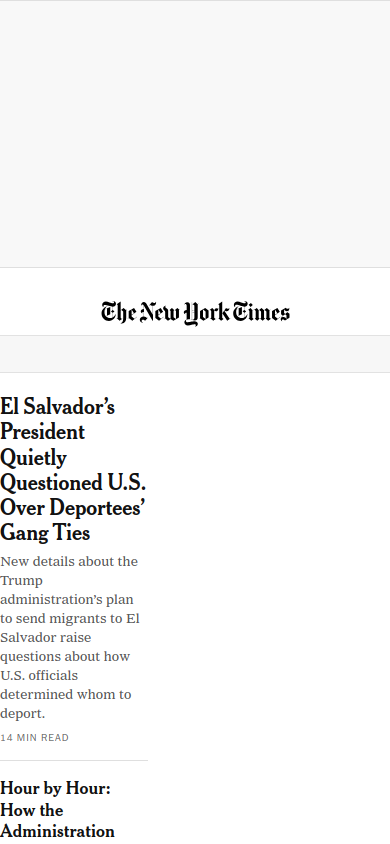 The New York Times
El Salvador’s
President
Quietly
Questioned U.S.
Over Deportees’
Gang Ties
New details about the
Trump
administration’s plan
to send migrants to El
Salvador raise
questions about how
U.S. officials
determined whom to
deport.
14 MIN READ
Hour by Hour:
How the
Administration